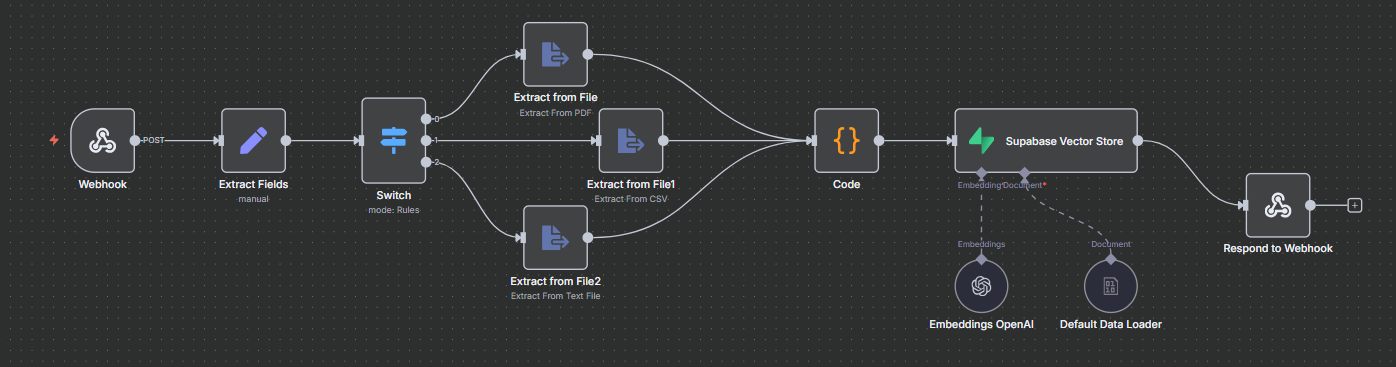 Extract from File
Extract From PDF
POST
Webhook
Extract Fields
manual
0
1
2
Switch
mode: Rules
Extract from File1
Extract From CSV
Extract from File2
Extract From Text File
{}
Code
Supabase Vector Store
Embedding*
Document*
Embeddings
Document
Embeddings OpenAI
Default Data Loader
Respond to Webhook